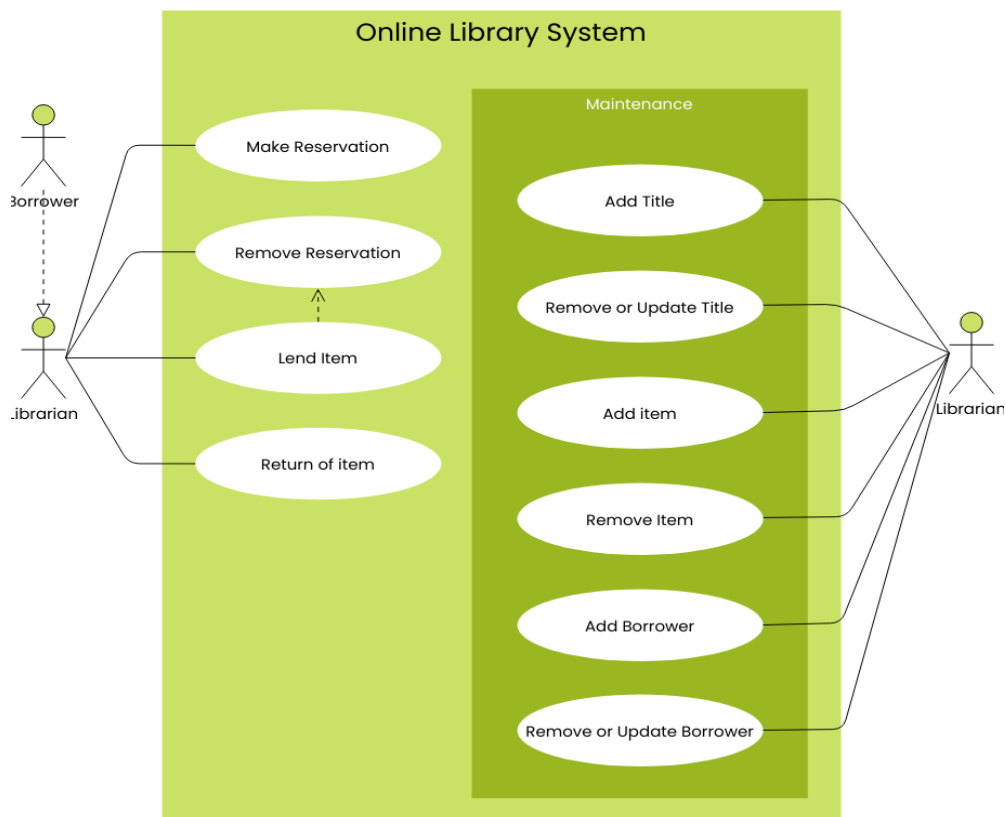 Online Library System
Maintenance
Borrower
Librarian
Make Reservation
Remove Reservation
Lend Item
Return of item
Add Title
Remove or Update Title
Add item
Remove Item
Add Borrower
Remove or Update Borrower
Librarian